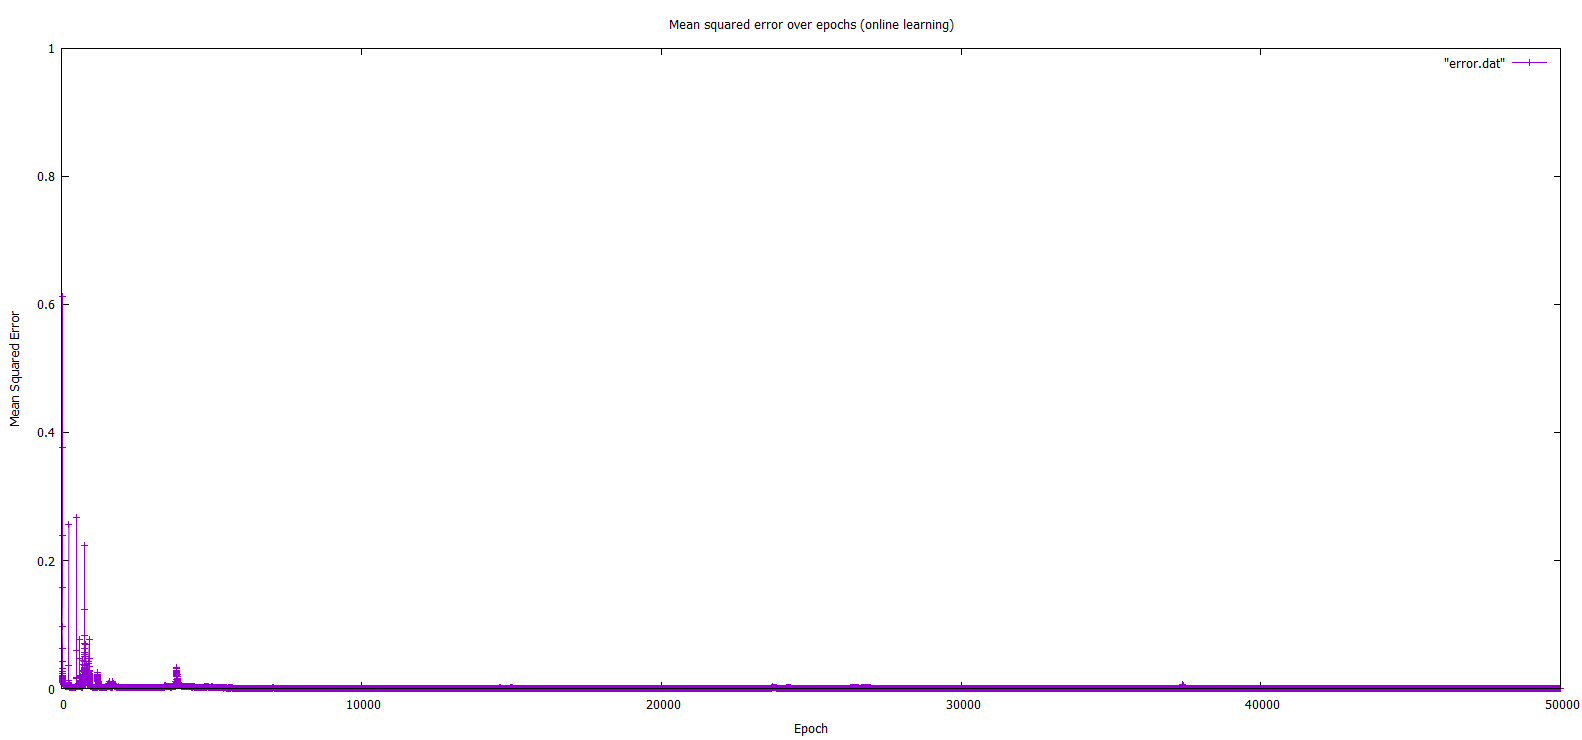 Mean squared error over epochs (online learning)
"error.dat"
1
0.8
0.6
0.4
0.2
0
Mean Squared Error
0 10000 20000 30000 40000 50000
Epoch